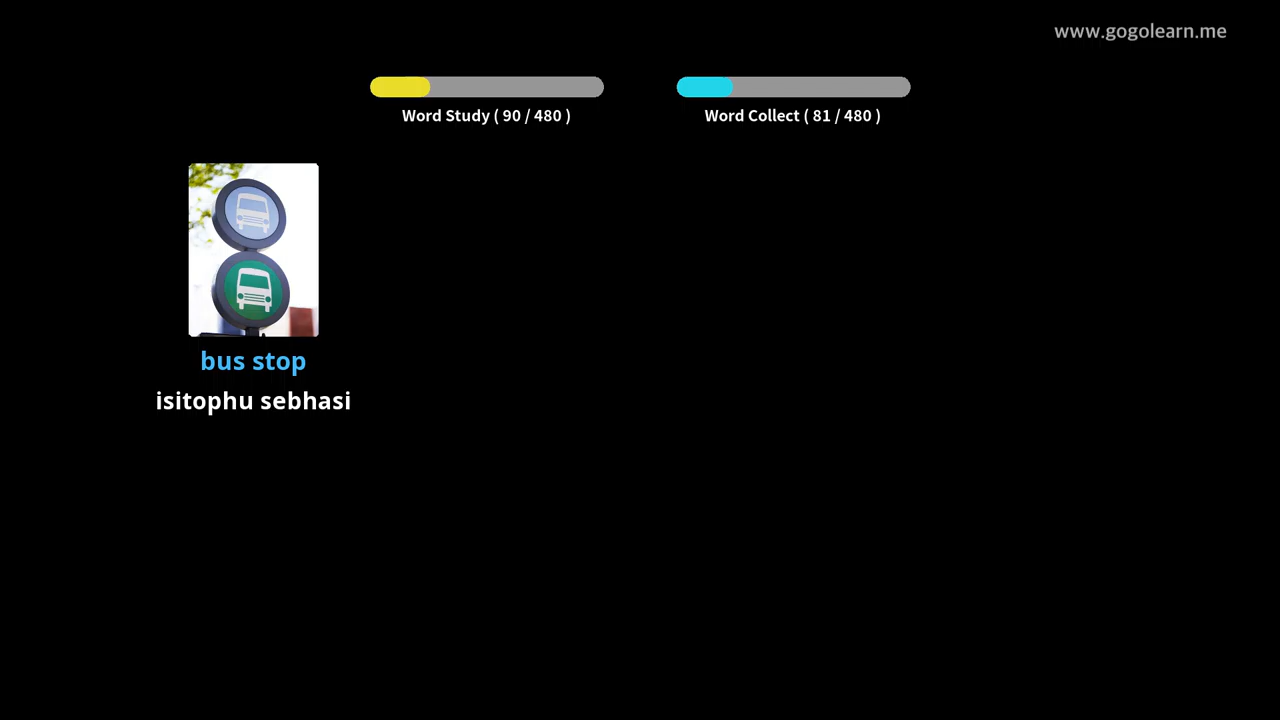 www.gogolearn.me
Word Study ( 90 / 480 )
Word Collect ( 81 / 480 )
bus stop
isitophu sebhasi